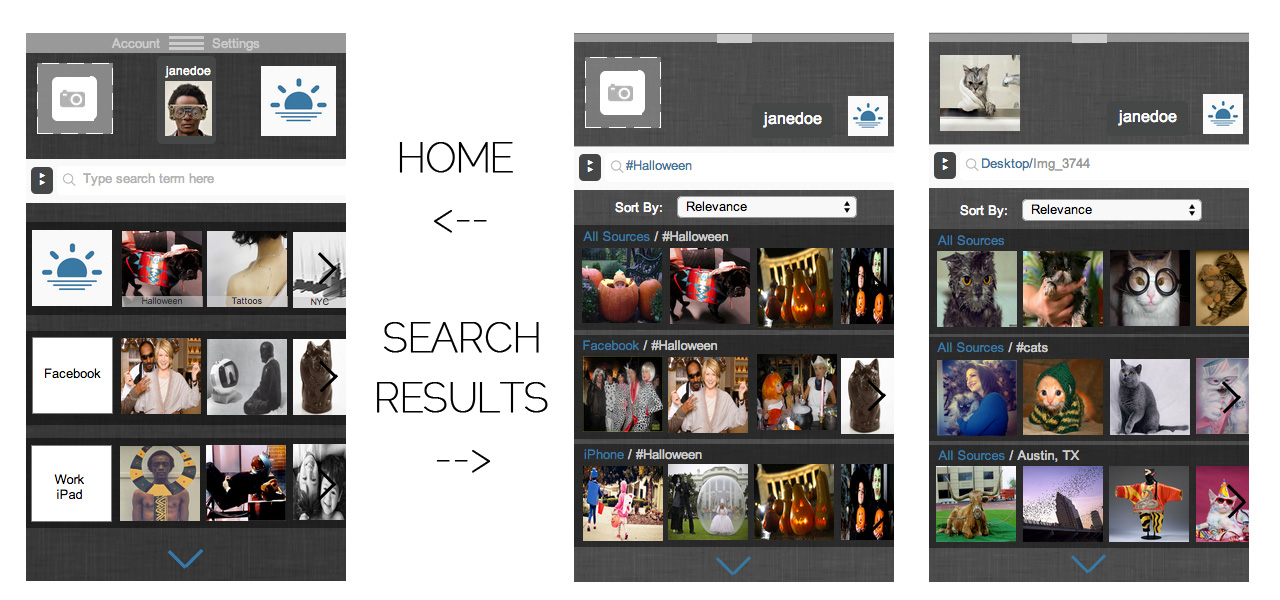 Account Settings
janedoe
Type search term here
Halloween
Tattoos
NYC
Facebook
Work
iPad
HOME
<--
SEARCH
RESULTS
-->
janedoe
#Halloween
Sort By: Relevance
All Sources / #Halloween
Facebook / #Halloween
iPhone / #Halloween
janedoe
Desktop/Img_3744
Sort By: Relevance
All Sources
All Sources / #cats
All Sources / Austin, TX